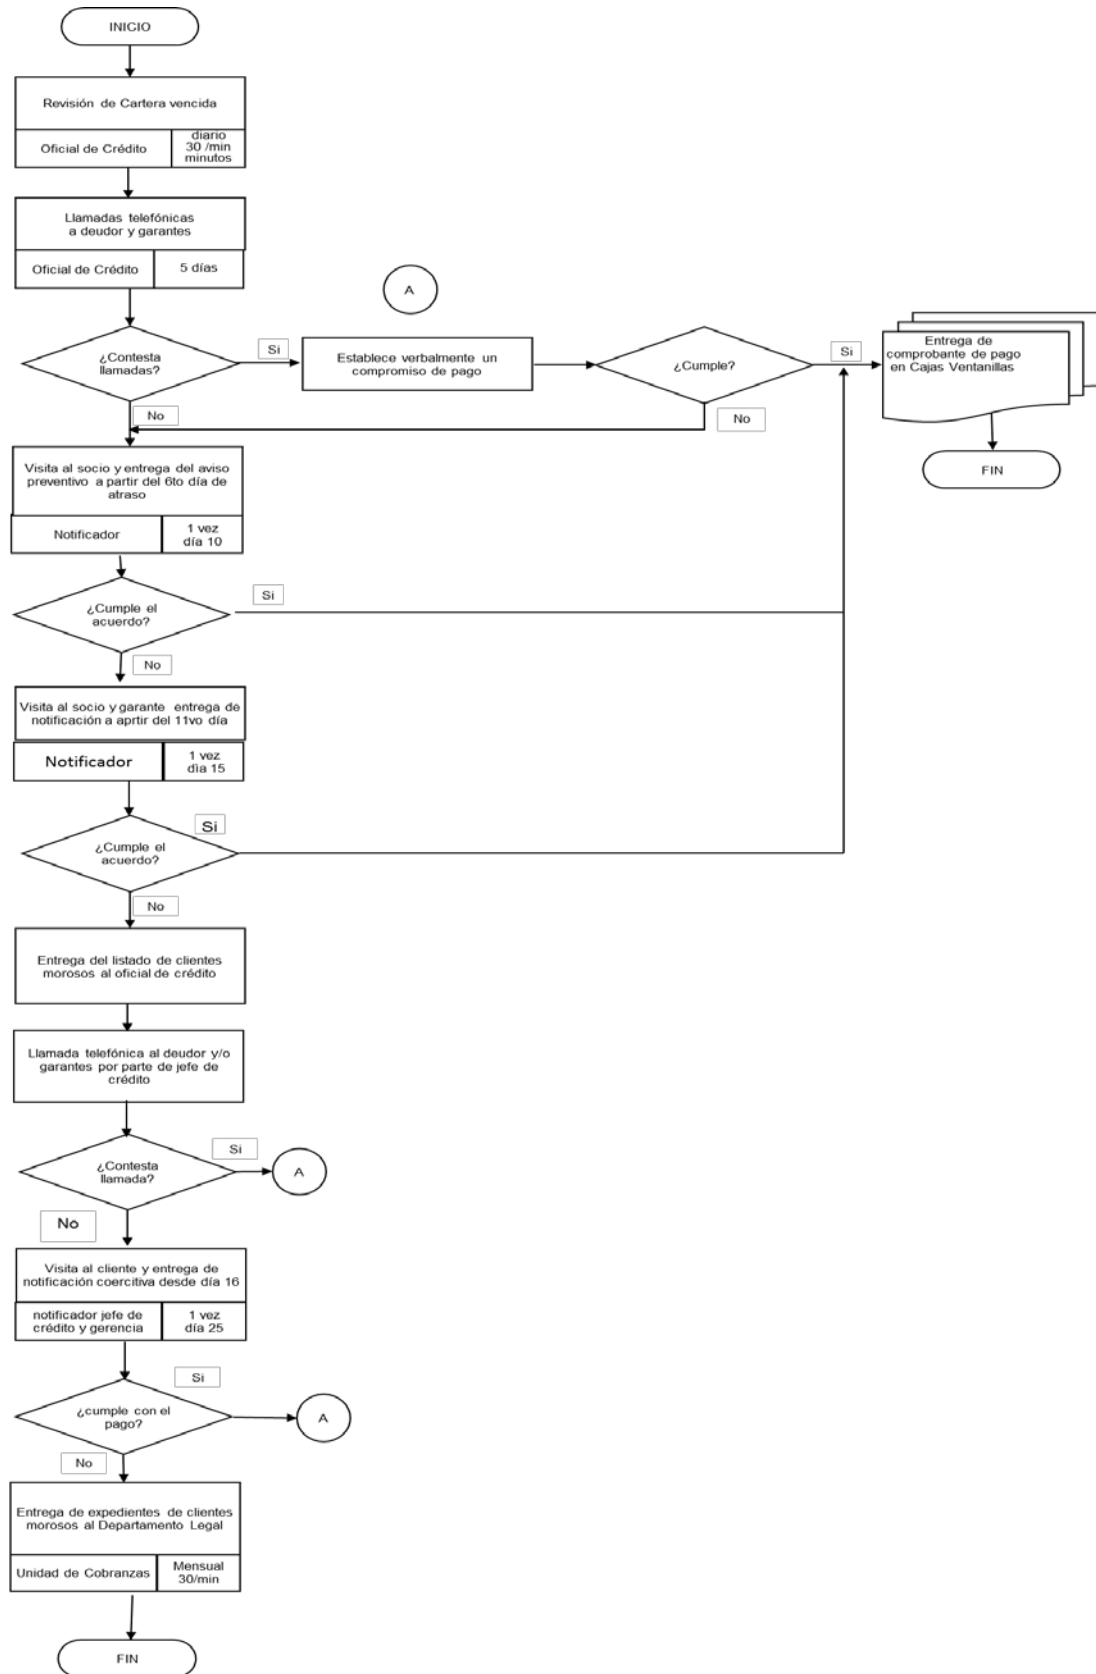 INICIO
Revisión de Cartera vencida
Oficial de Crédito
diario
30 /min
minutos
Llamadas telefónicas
a deudor y garantes
Oficial de Crédito
5 días
A
¿Contesta
llamadas?
Si
Establece verbalmente un
compromiso de pago
¿Cumple?
Si
Entrega de
comprobante de pago
en Cajas Ventanillas
No
No
FIN
Visita al socio y entrega del aviso
preventivo a partir del 6to día de
atraso
Notificador
1 vez
día 10
¿Cumple el
acuerdo?
Si
No
Visita al socio y garante entrega de
notificación a aprtir del 11vo día
Notificador
1 vez
dìa 15
¿Cumple el
acuerdo?
Si
No
Entrega del listado de clientes
morosos al oficial de crédito
Llamada telefónica al deudor y/o
garantes por parte de jefe de
crédito
¿Contesta
llamada?
Si
A
No
Visita al cliente y entrega de
notificación coercitiva desde día 16
notificador jefe de
crédito y gerencia
1 vez
día 25
Si
¿cumple con el
pago?
A
No
Entrega de expedientes de clientes
morosos al Departamento Legal
Unidad de Cobranzas
Mensual
30/min
FIN